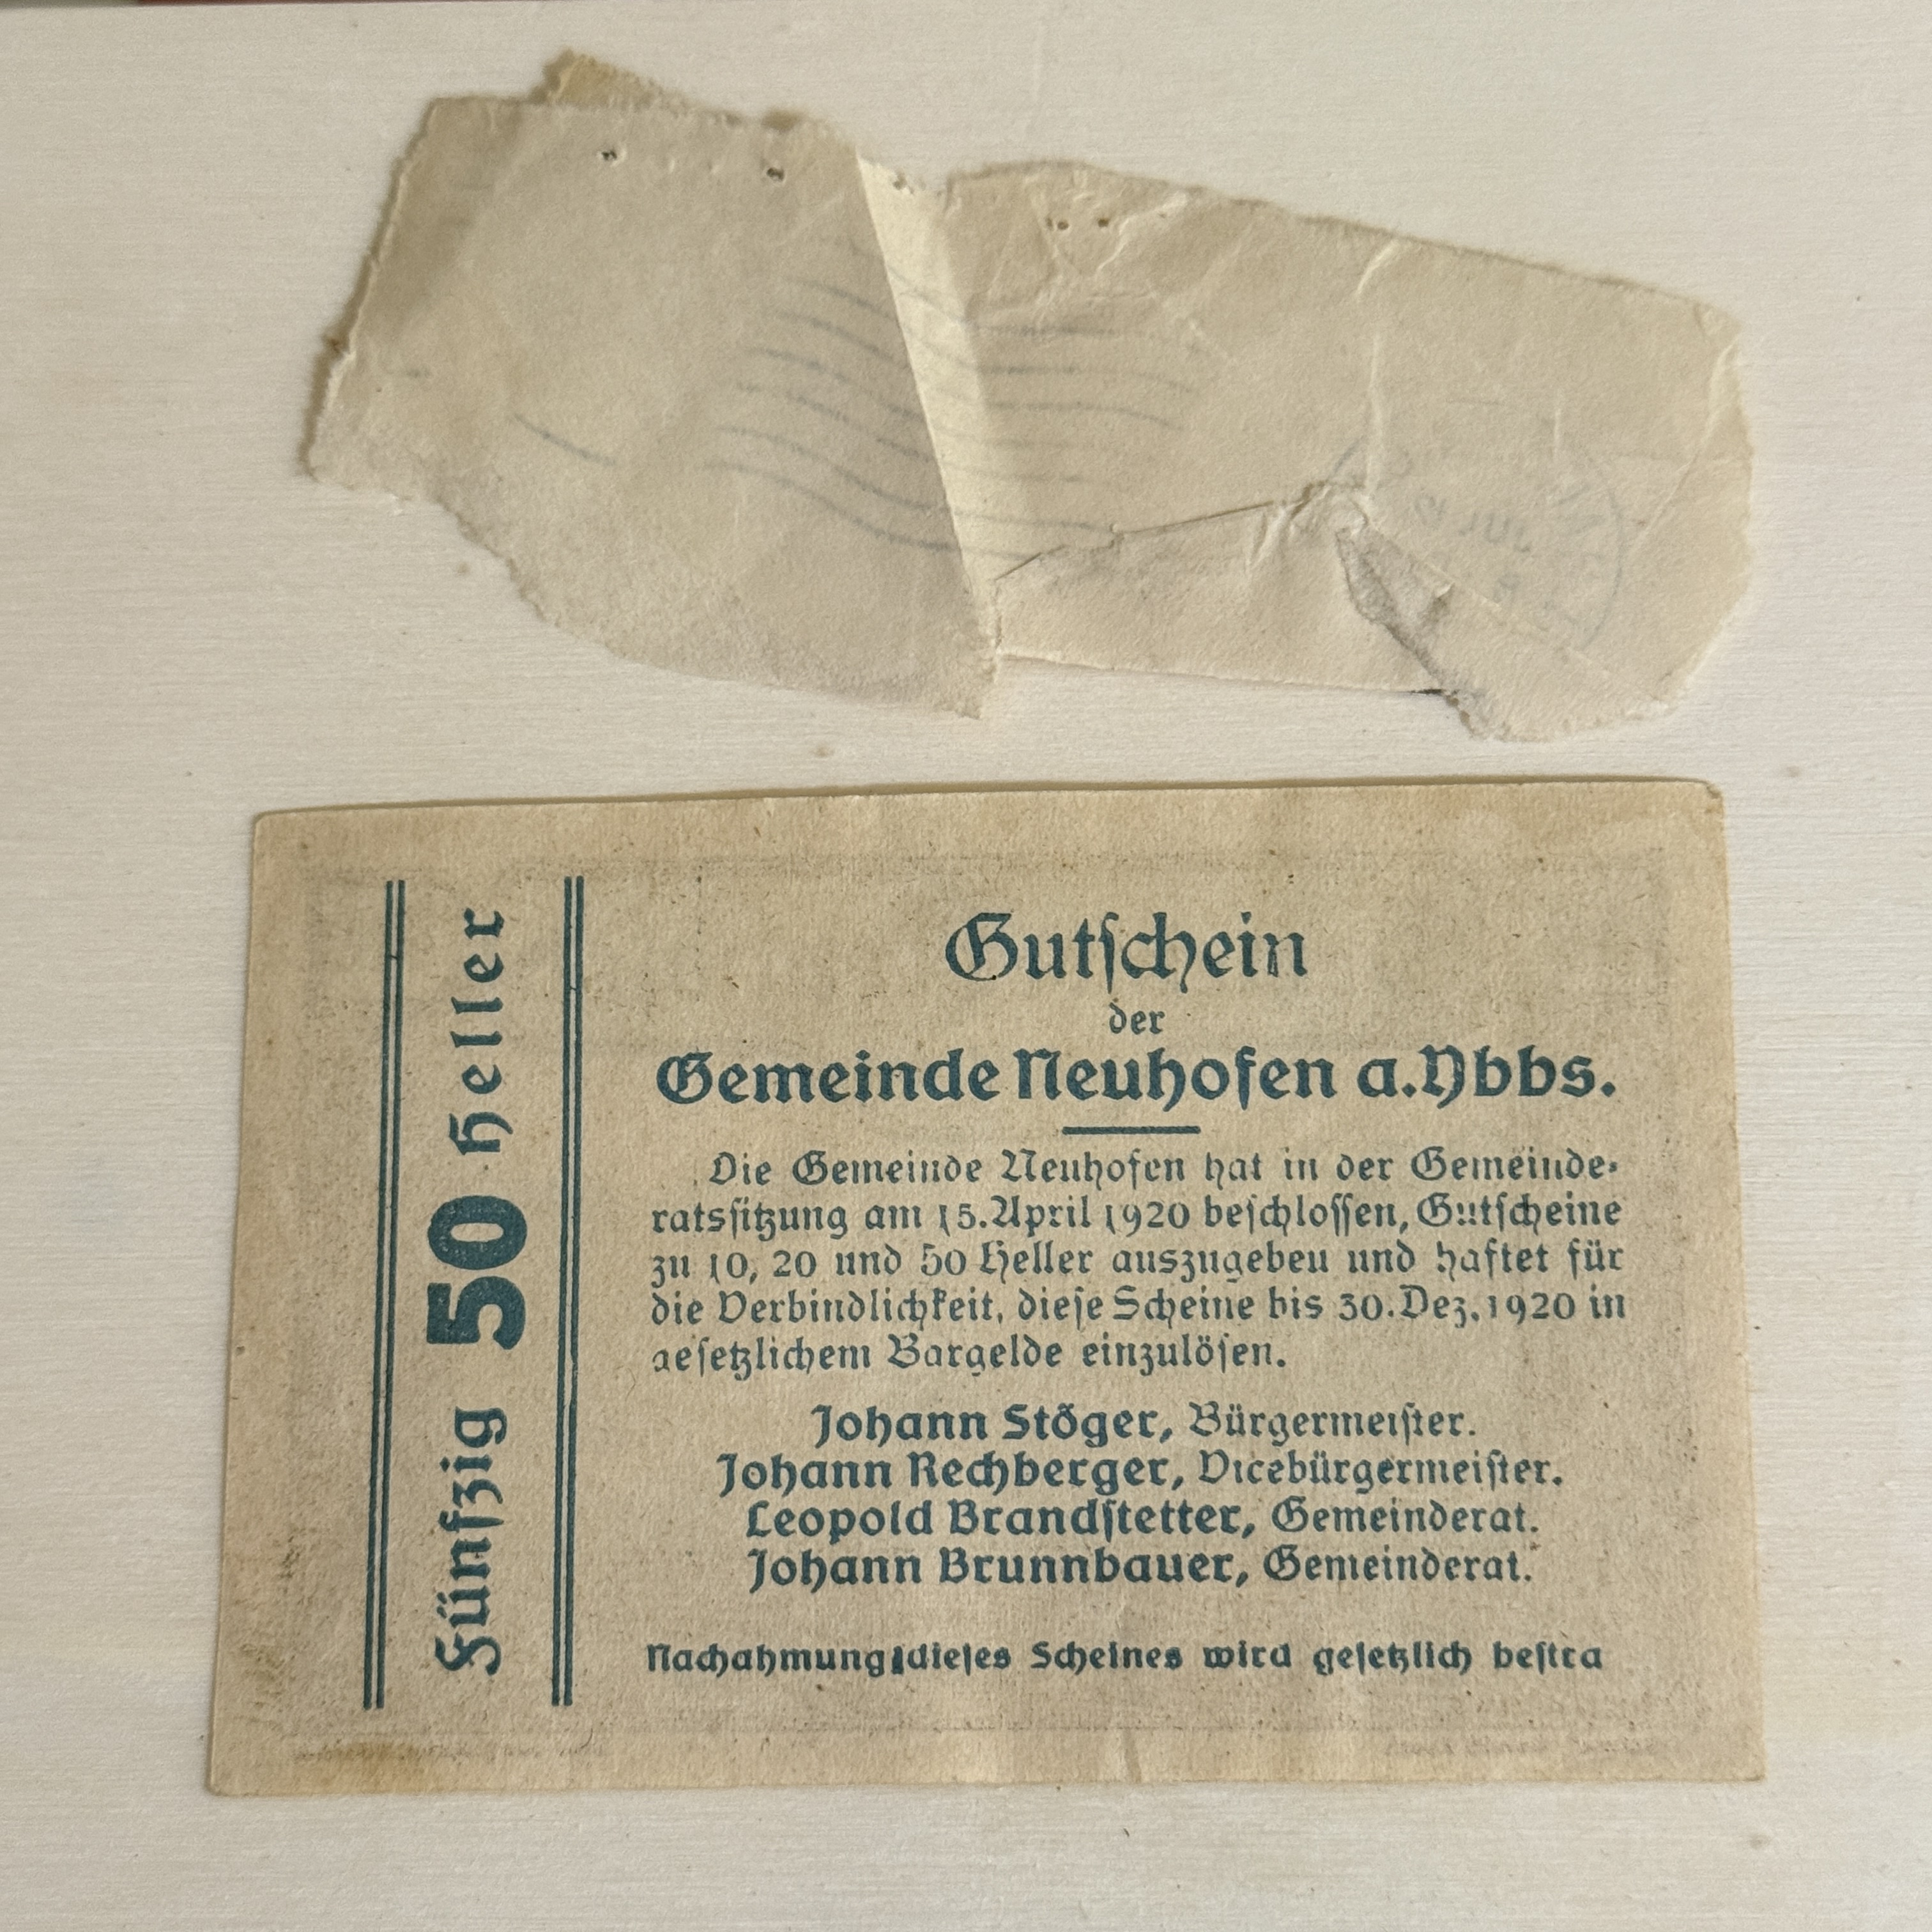 Fünfzig 50 Heller
Gutschein
der
Gemeinde Neuhofen a. Ybbs.
Die Gemeinde Neuhofen hat in der Gemeinde-
ratssitzung am 15. April 1920 beschlossen, Gutscheine
zu 10, 20 und 50 Heller auszugeben und haftet für
die Verbindlichkeit, diese Scheine bis 30. Dez. 1920 in
gesetzlichem Bargelde einzulösen.
Johann Stöger, Bürgermeister.
Johann Rechberger, Vicebürgermeister.
Leopold Brandstetter, Gemeinderat.
Johann Brunnbauer, Gemeinderat.
Nachahmung dieses Scheines wird gesetzlich bestra